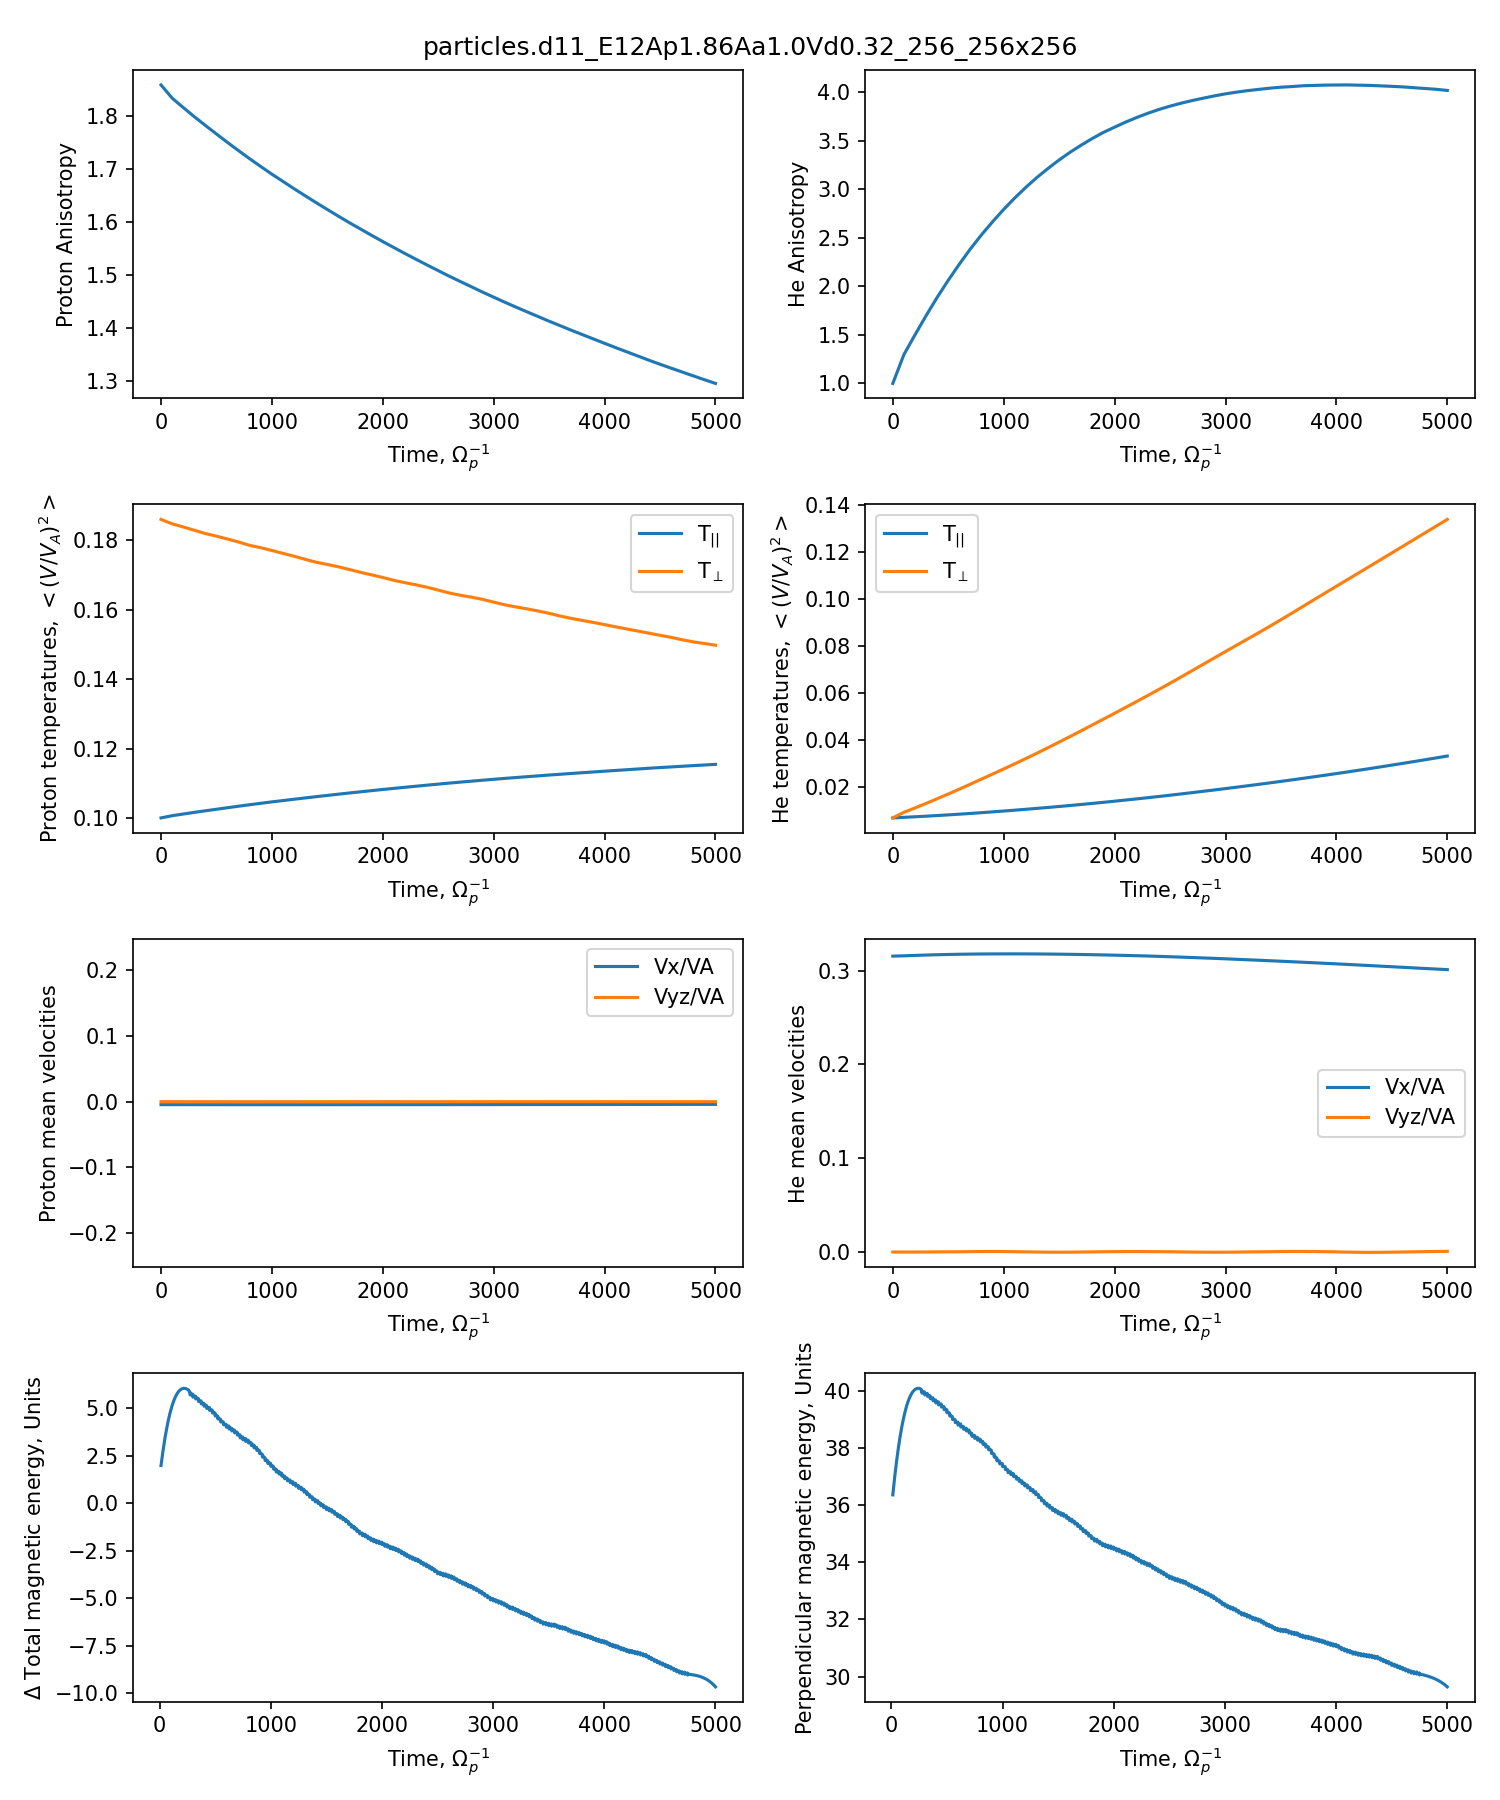 particles.d11_E12Ap1.86Aa1.0Vd0.32_256_256x256
Proton Anisotropy
1.8
1.7
1.6
1.5
1.4
1.3
0 1000 2000 3000 4000 5000
Time, Ω_p^{-1}
He Anisotropy
4.0
3.5
3.0
2.5
2.0
1.5
1.0
0 1000 2000 3000 4000 5000
Time, Ω_p^{-1}
Proton temperatures, <(V/V_A)^2>
0.18
0.16
0.14
0.12
0.10
T_{||}
T_⊥
0 1000 2000 3000 4000 5000
Time, Ω_p^{-1}
He temperatures, <(V/V_A)^2>
0.14
0.12
0.10
0.08
0.06
0.04
0.02
T_{||}
T_⊥
0 1000 2000 3000 4000 5000
Time, Ω_p^{-1}
Proton mean velocities
0.2
0.1
0.0
−0.1
−0.2
Vx/VA
Vyz/VA
0 1000 2000 3000 4000 5000
Time, Ω_p^{-1}
He mean velocities
0.3
0.2
0.1
0.0
Vx/VA
Vyz/VA
0 1000 2000 3000 4000 5000
Time, Ω_p^{-1}
Δ Total magnetic energy, Units
5.0
2.5
0.0
−2.5
−5.0
−7.5
−10.0
0 1000 2000 3000 4000 5000
Time, Ω_p^{-1}
Perpendicular magnetic energy, Units
40
38
36
34
32
30
0 1000 2000 3000 4000 5000
Time, Ω_p^{-1}